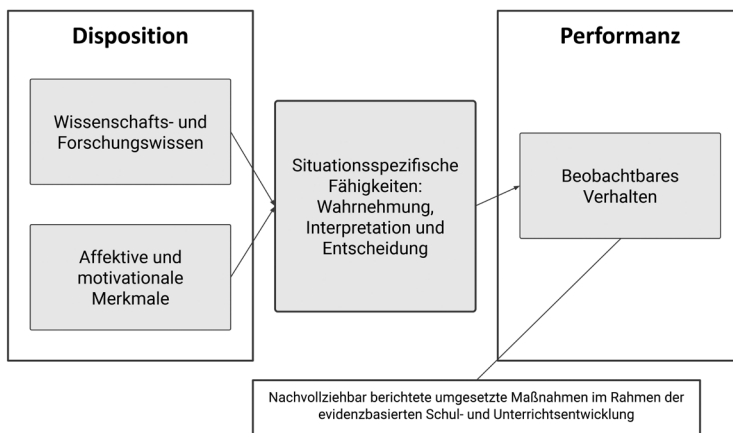 Disposition
Wissenschafts- und
Forschungswissen
Affektive und
motivationale
Merkmale
Situationsspezifische
Fähigkeiten:
Wahrnehmung,
Interpretation und
Entscheidung
Performanz
Beobachtbares
Verhalten
Nachvollziehbar berichtete umgesetzte Maßnahmen im Rahmen der
evidenzbasierten Schul- und Unterrichtsentwicklung